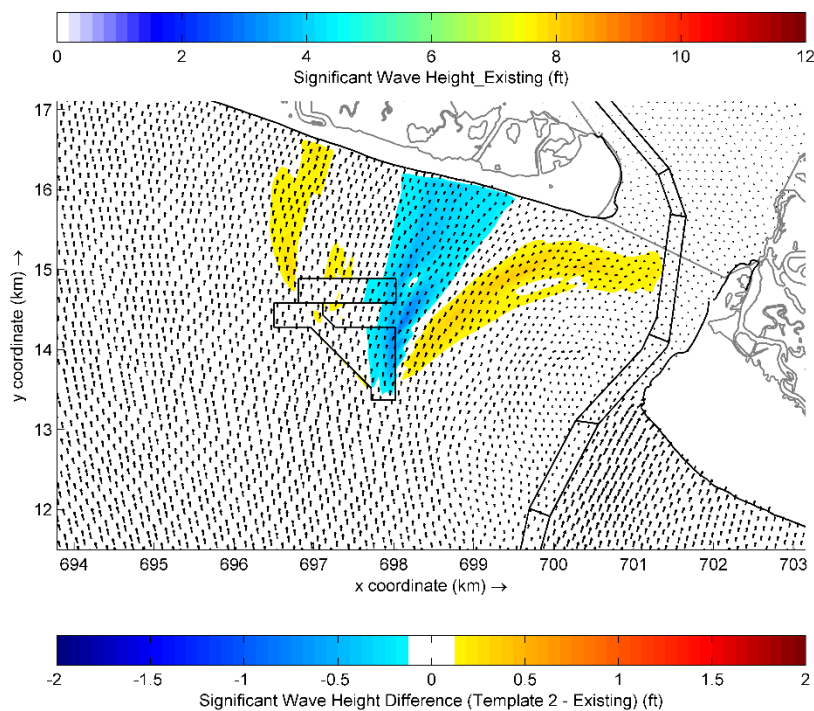 0 2 4 6 8 10 12
Significant Wave Height_Existing (ft)
17
16
15
14
13
12
y coordinate (km) →
694 695 696 697 698 699 700 701 702 703
x coordinate (km) →
-2 -1.5 -1 -0.5 0 0.5 1 1.5 2
Significant Wave Height Difference (Template 2 - Existing) (ft)